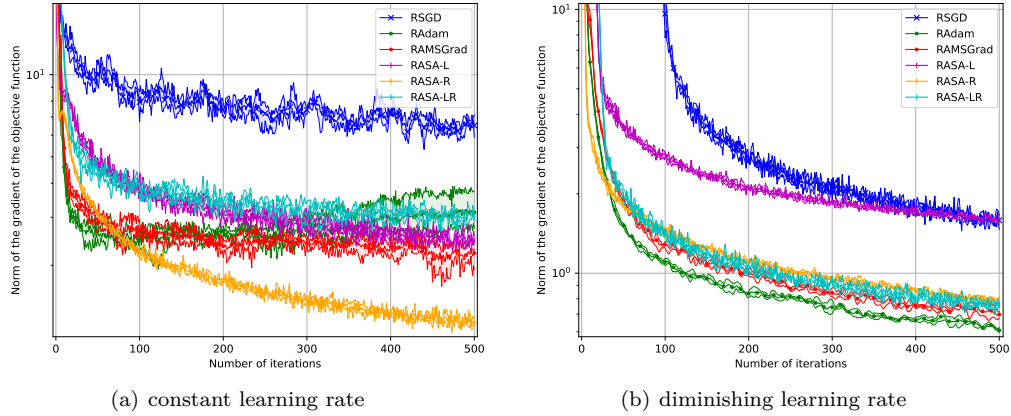 10¹
Norm of the gradient of the objective function
0
100
200
300
400
500
Number of iterations
RSGD
RAdam
RAMSGrad
RASA-L
RASA-R
RASA-LR
(a) constant learning rate
10¹
10⁰
Norm of the gradient of the objective function
0
100
200
300
400
500
Number of iterations
RSGD
RAdam
RAMSGrad
RASA-L
RASA-R
RASA-LR
(b) diminishing learning rate